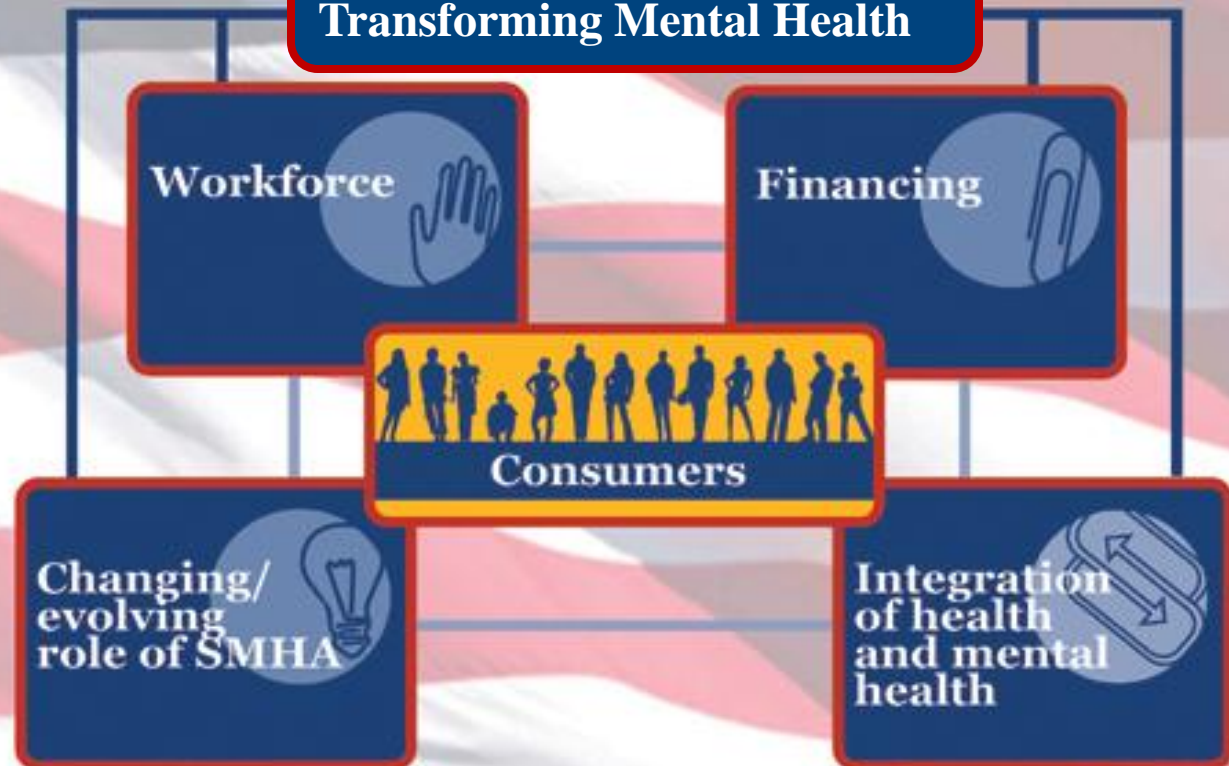 Transforming Mental Health
Workforce
Financing
Consumers
Changing/
evolving
role of SMHA
Integration
of health
and mental
health